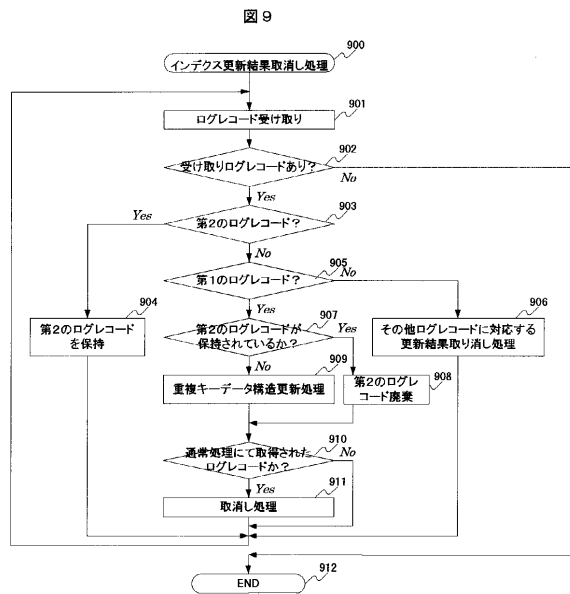 図９
インデクス更新結果取消し処理
900
ログレコード受け取り
901
受け取りログレコードあり？
902
No
Yes
第２のログレコード？
903
Yes
No
第１のログレコード？
905
No
Yes
第２のログレコード
を保持
904
第２のログレコードが
保持されているか？
907
Yes
No
その他ログレコードに対応する
更新結果取り消し処理
906
重複キーデータ構造更新処理
909
第２のログレ
コード廃棄
908
通常処理にて取得された
ログレコードか？
910
No
Yes
取消し処理
911
END
912